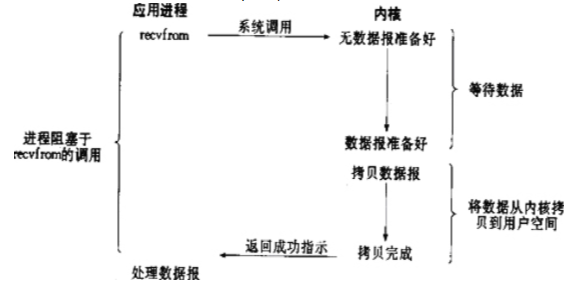 应用进程
内核
recvfrom
系统调用
无数据报准备好
等待数据
进程阻塞于
recvfrom的调用
数据报准备好
拷贝数据报
将数据从内核拷
贝到用户空间
返回成功指示
拷贝完成
处理数据报